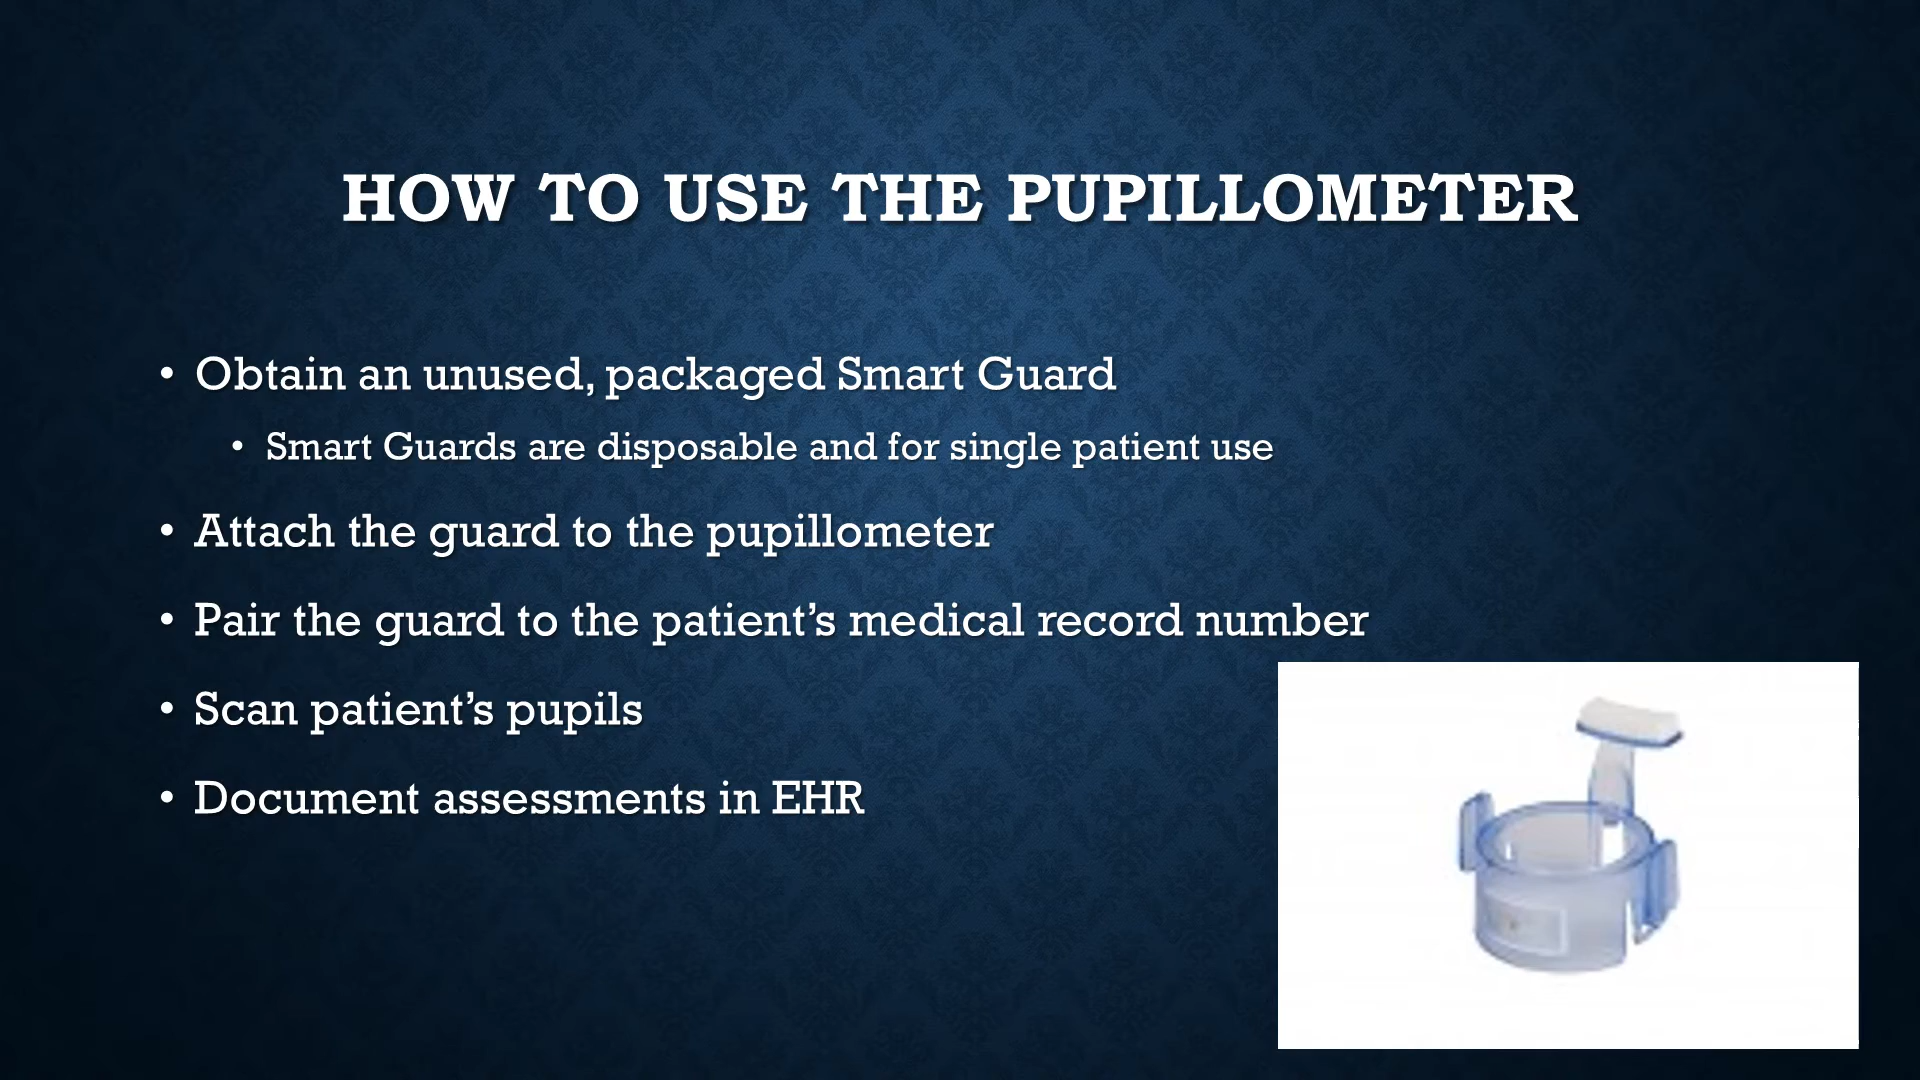 HOW TO USE THE PUPILLOMETER
• Obtain an unused, packaged Smart Guard
• Smart Guards are disposable and for single patient use
• Attach the guard to the pupillometer
• Pair the guard to the patient’s medical record number
• Scan patient’s pupils
• Document assessments in EHR